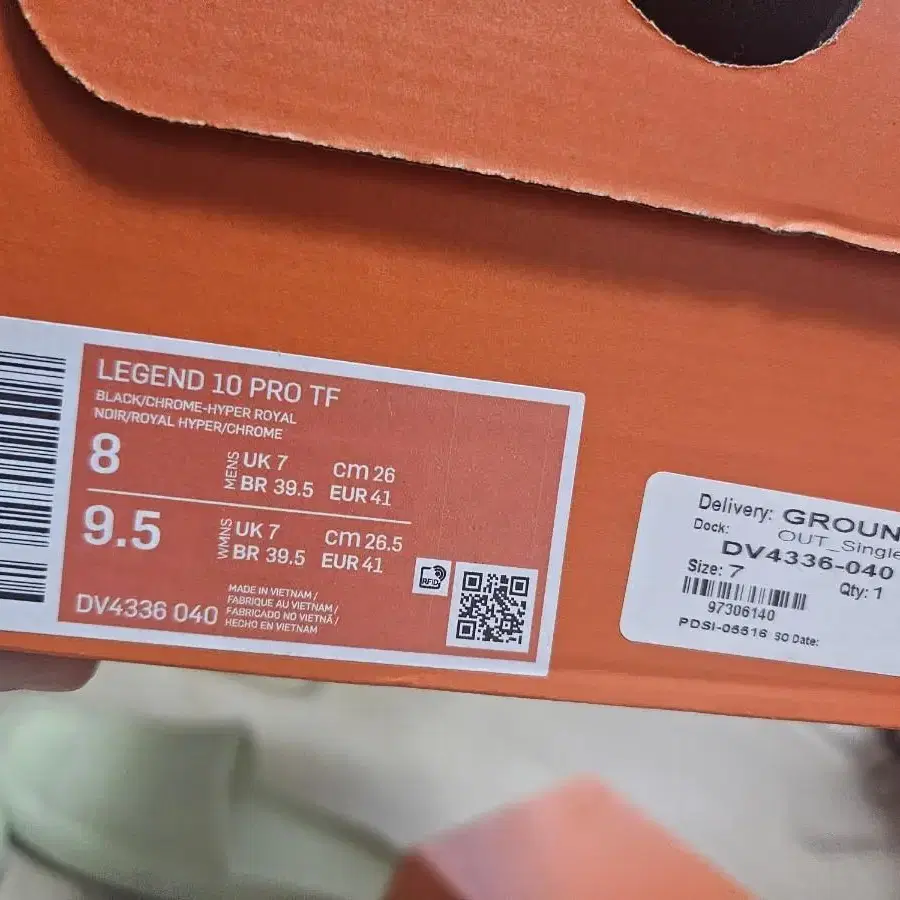 LEGEND 10 PRO TF
BLACK/CHROME-HYPER ROYAL
NOIR/ROYAL HYPER/CHROME
8
MENS
UK 7 cm 26
BR 39.5 EUR 41
9.5
WMNS
UK 7 cm 26.5
BR 39.5 EUR 41
RFID
DV4336 040
MADE IN VIETNAM /
FABRIQUE AU VIETNAM /
FABRICADO NO VIETNÃ /
HECHO EN VIETNAM
Delivery: GROUN
Dock: OUT_Single
DV4336-040
Size: 7 Qty: 1
97306140
PDSI-05516 SO Date: